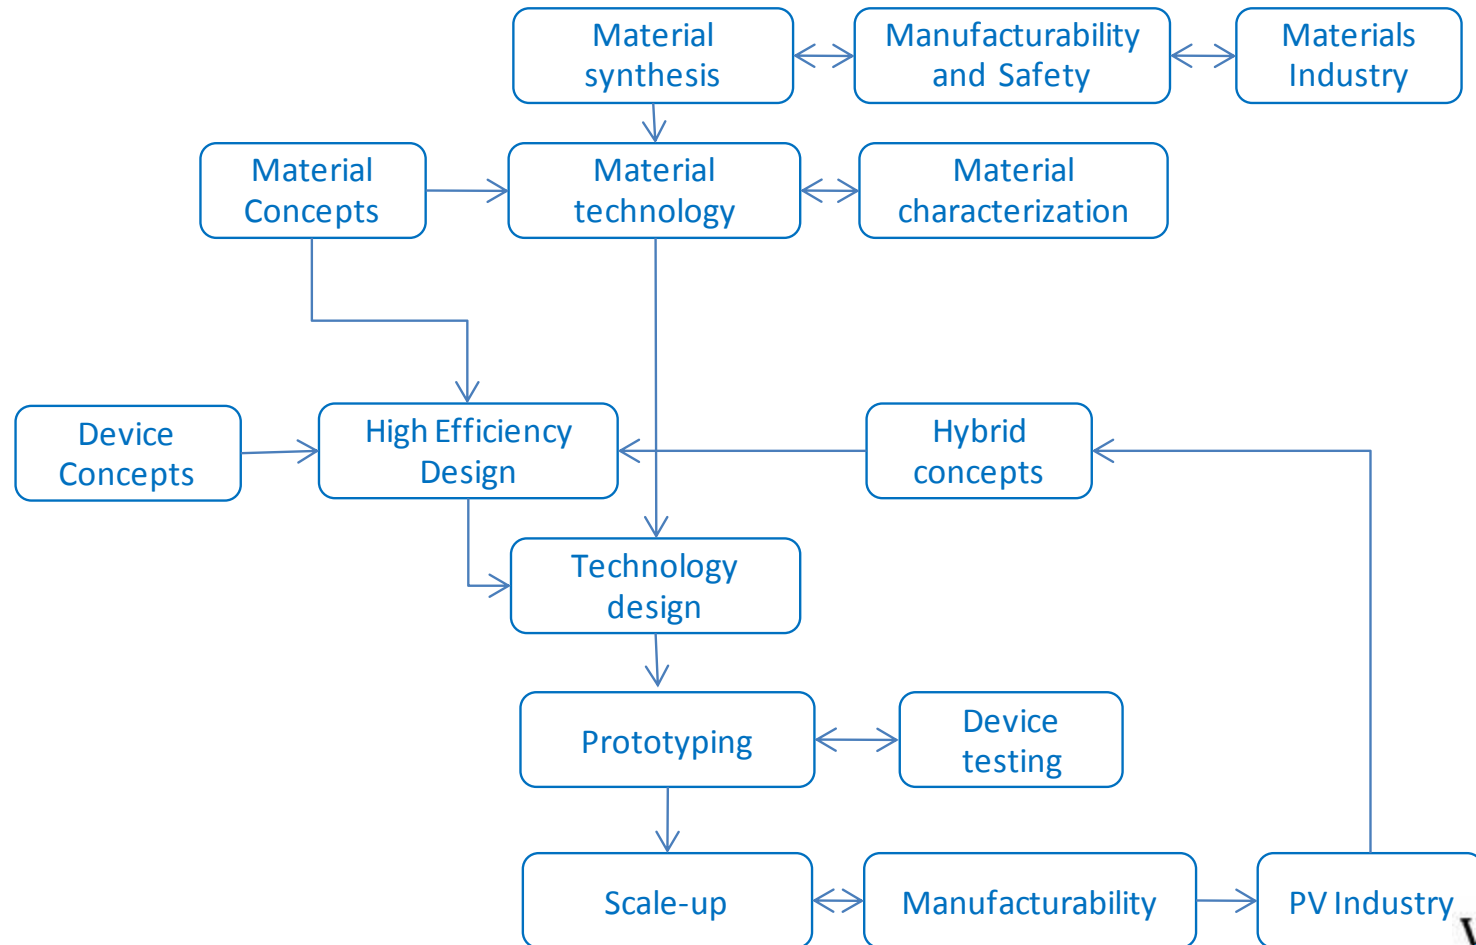 Material
synthesis
Manufacturability
and Safety
Materials
Industry
Material
Concepts
Material
technology
Material
characterization
Device
Concepts
High Efficiency
Design
Hybrid
concepts
Technology
design
Prototyping
Device
testing
Scale-up
Manufacturability
PV Industry